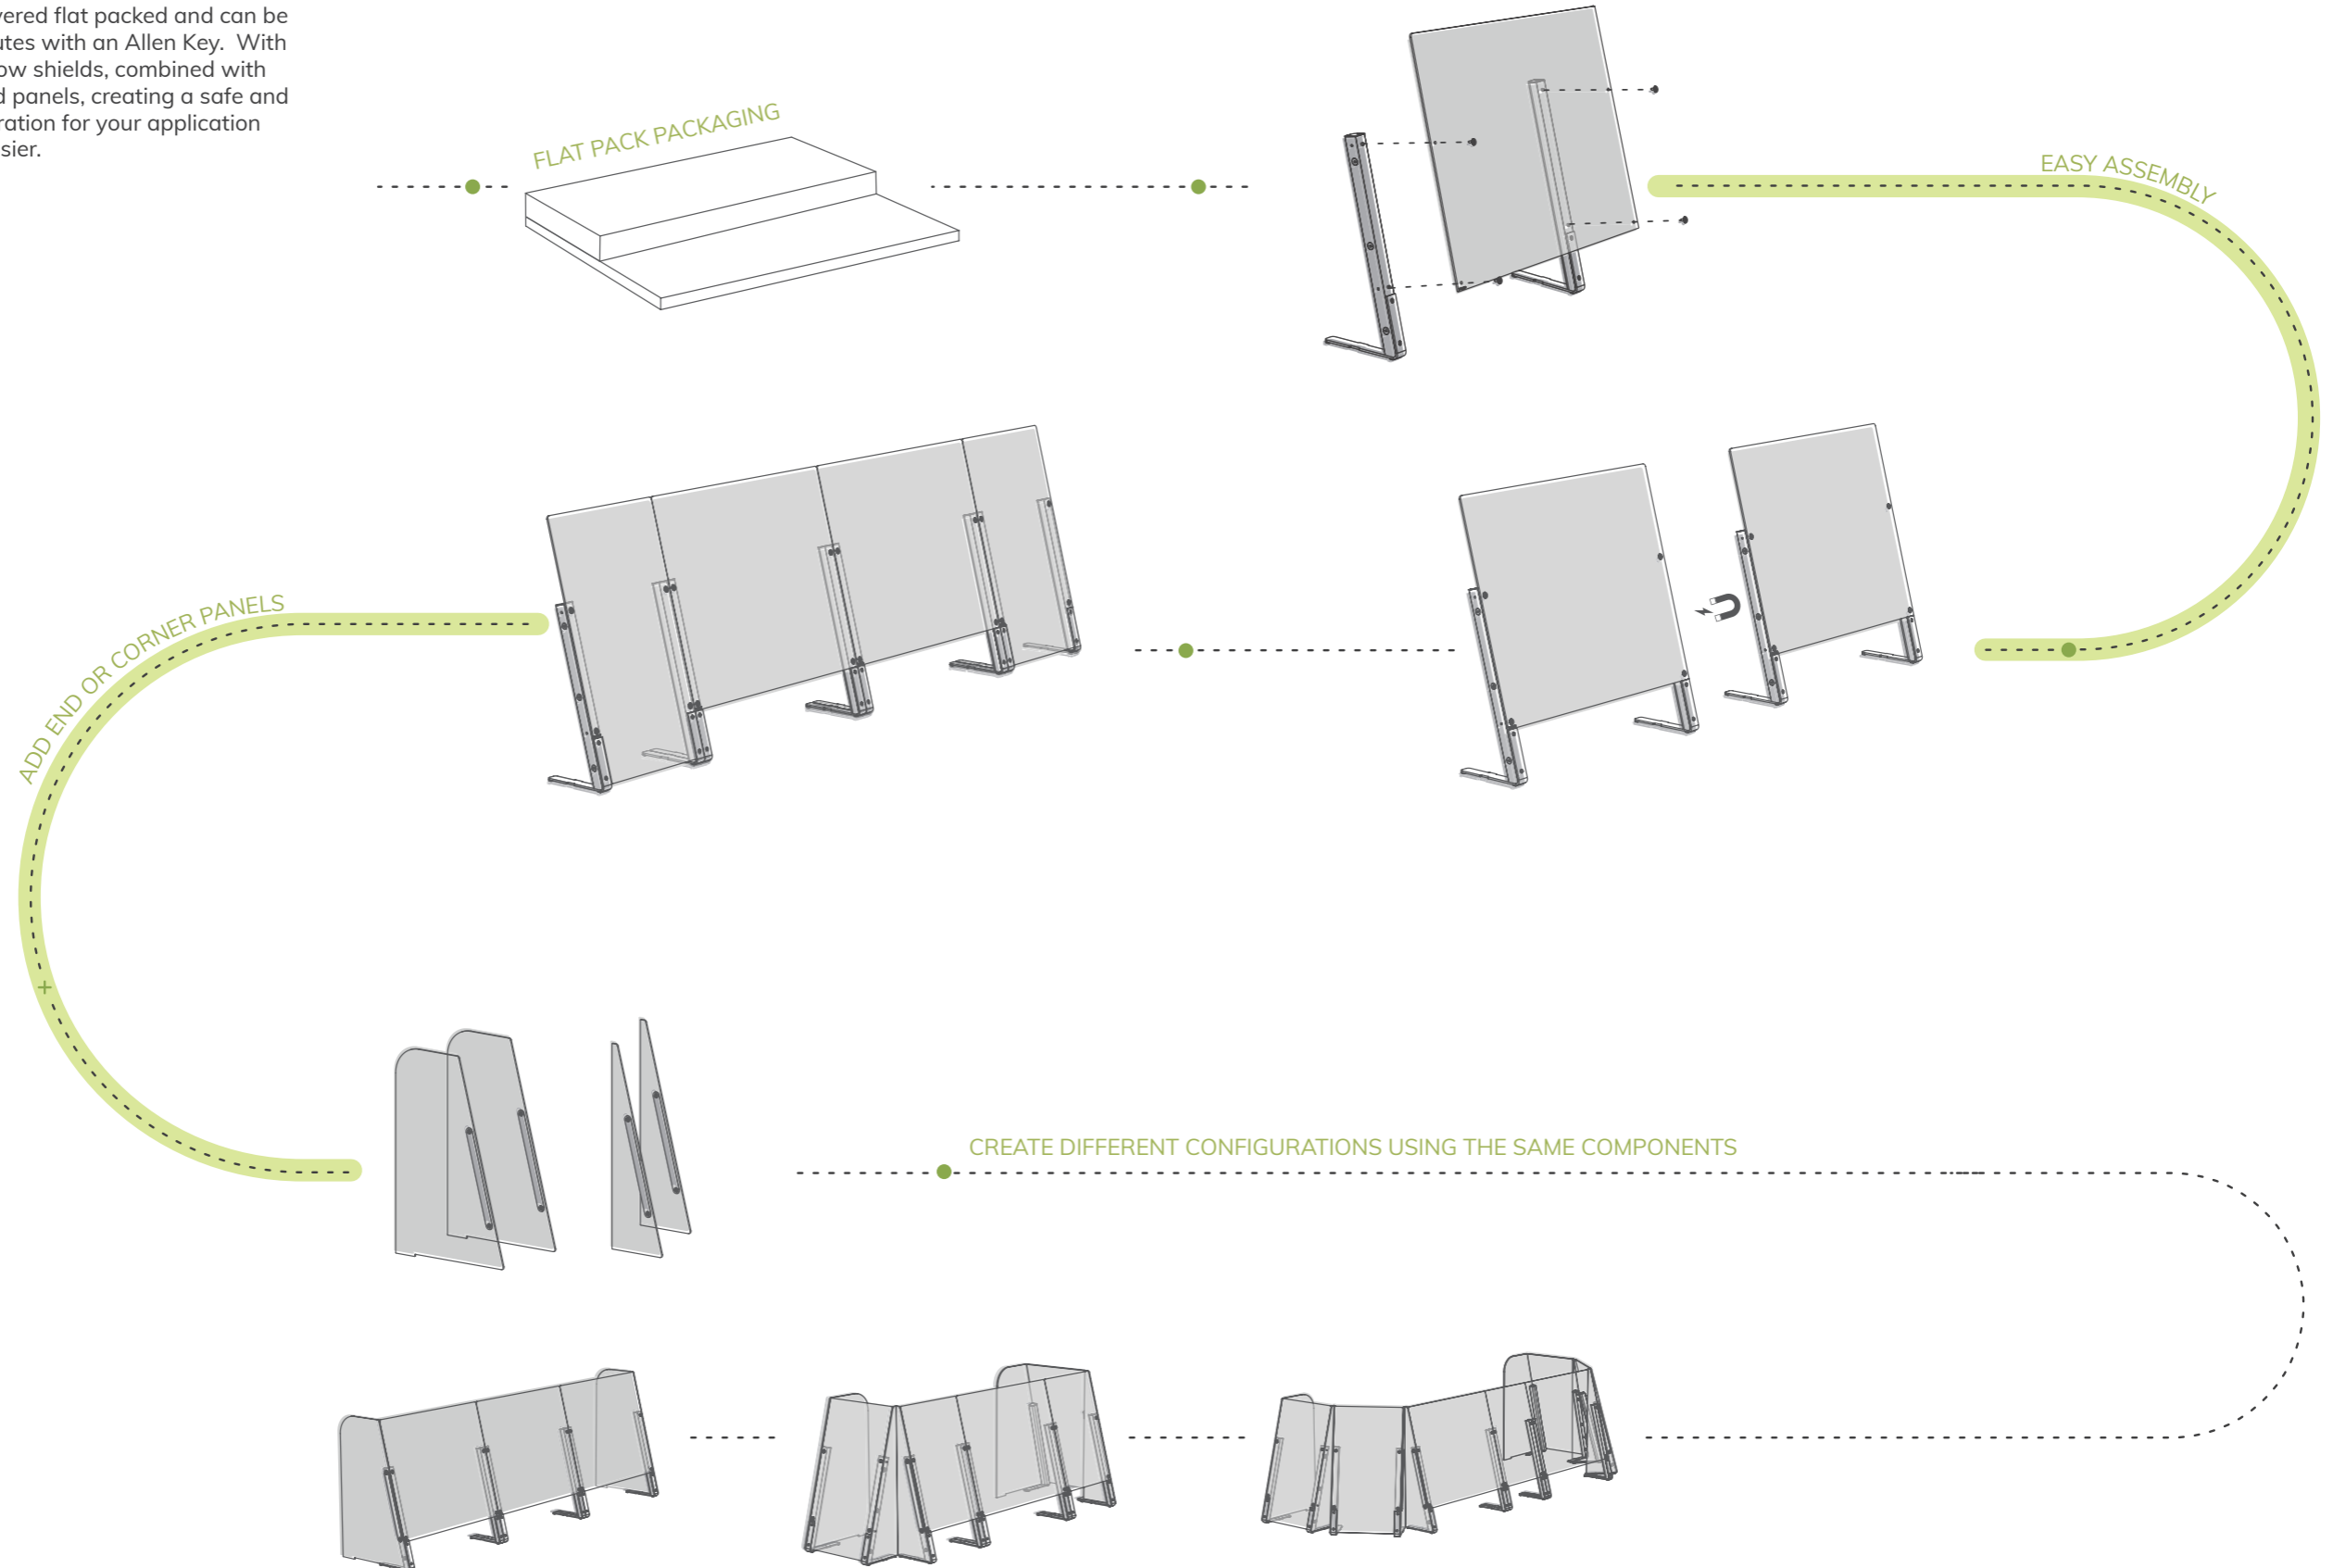 vered flat packed and can be
utes with an Allen Key. With
ow shields, combined with
d panels, creating a safe and
ration for your application
sier.
FLAT PACK PACKAGING
EASY ASSEMBLY
ADD END OR CORNER PANELS
CREATE DIFFERENT CONFIGURATIONS USING THE SAME COMPONENTS